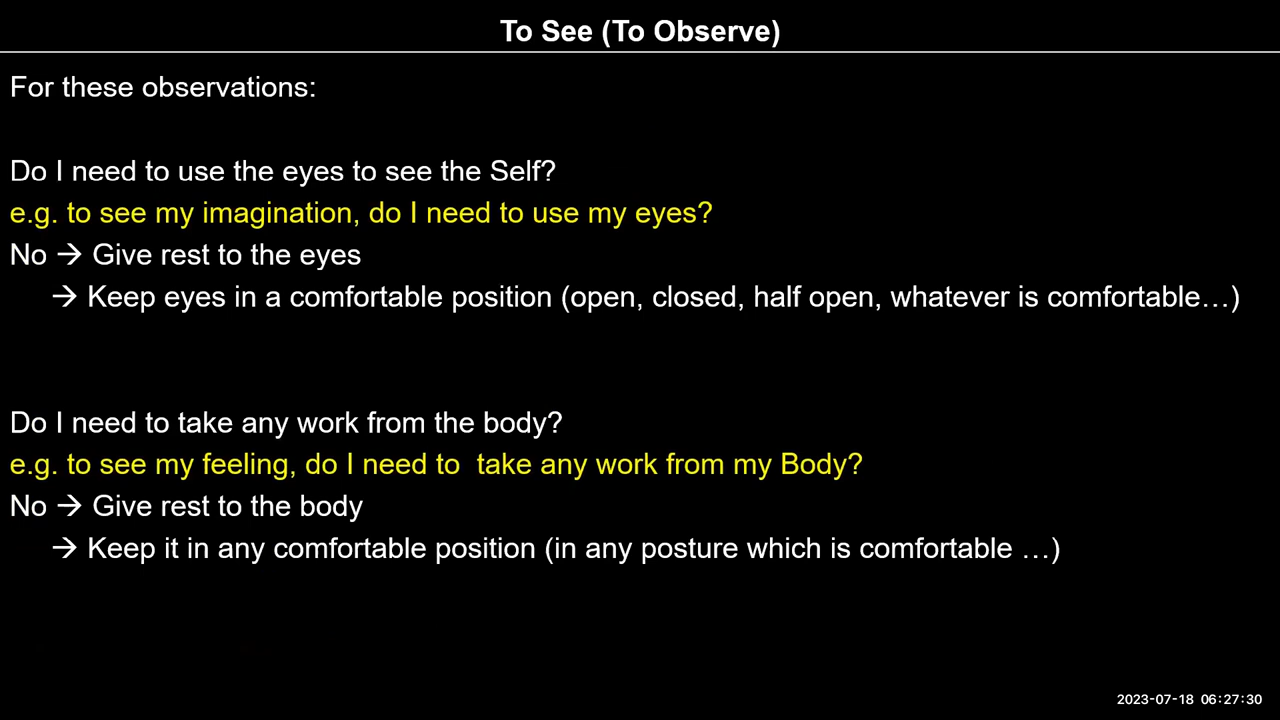 To See (To Observe)
For these observations:
Do I need to use the eyes to see the Self?
e.g. to see my imagination, do I need to use my eyes?
No → Give rest to the eyes
→ Keep eyes in a comfortable position (open, closed, half open, whatever is comfortable…)
Do I need to take any work from the body?
e.g. to see my feeling, do I need to  take any work from my Body?
No → Give rest to the body
→ Keep it in any comfortable position (in any posture which is comfortable …)
2023-07-18 06:27:30